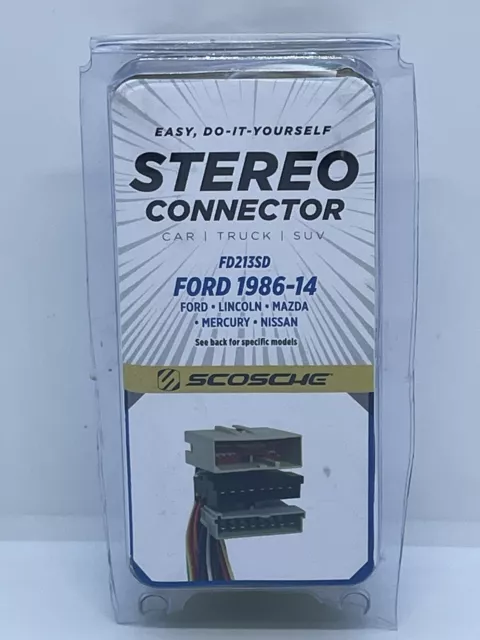 EASY, DO-IT-YOURSELF
STEREO
CONNECTOR
CAR | TRUCK | SUV
FD213SD
FORD 1986-14
FORD • LINCOLN • MAZDA
• MERCURY • NISSAN
See back for specific models
SCOSCHE